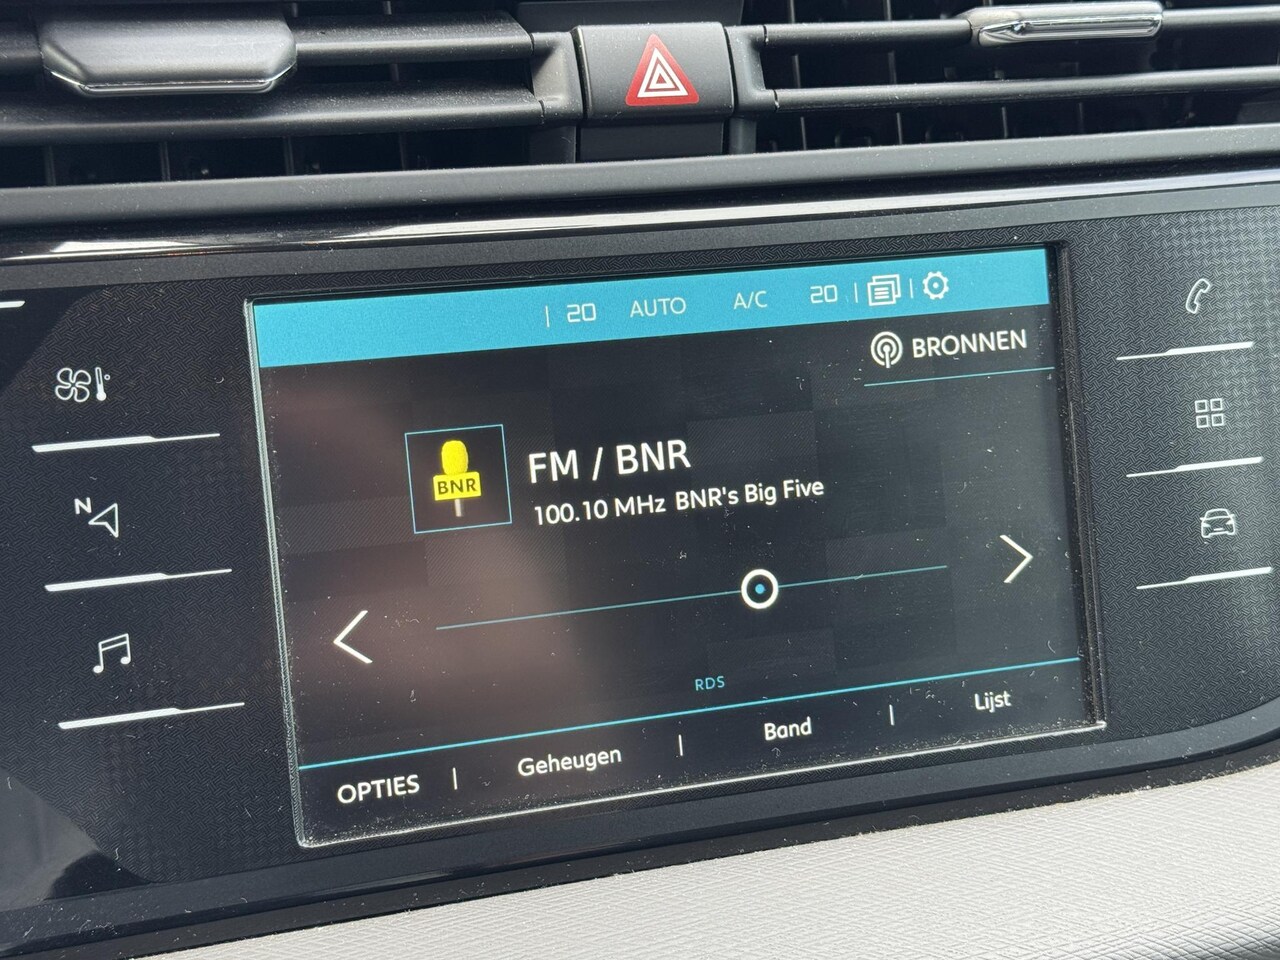 20 AUTO A/C 20
BRONNEN
BNR
FM / BNR
100.10 MHz BNR's Big Five
N
RDS
OPTIES | Geheugen | Band | Lijst